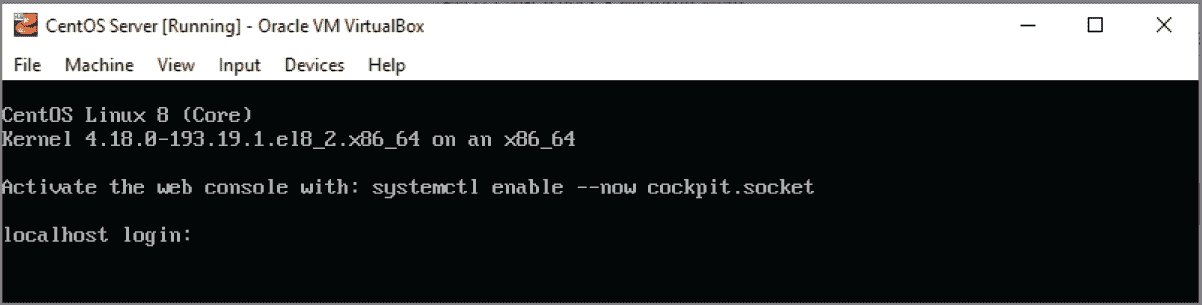 CentOS Server [Running] - Oracle VM VirtualBox
File Machine View Input Devices Help
CentOS Linux 8 (Core)
Kernel 4.18.0-193.19.1.el8_2.x86_64 on an x86_64
Activate the web console with: systemctl enable --now cockpit.socket
localhost login: